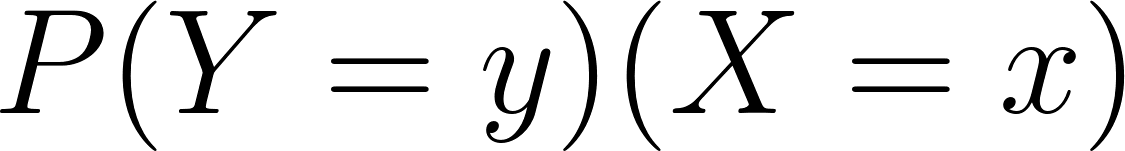 P(Y = y)(X = x)